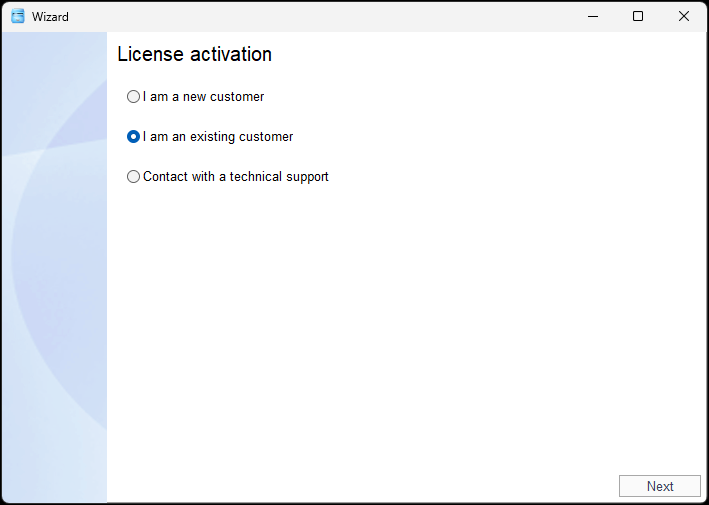 Wizard
License activation
I am a new customer
I am an existing customer
Contact with a technical support
Next